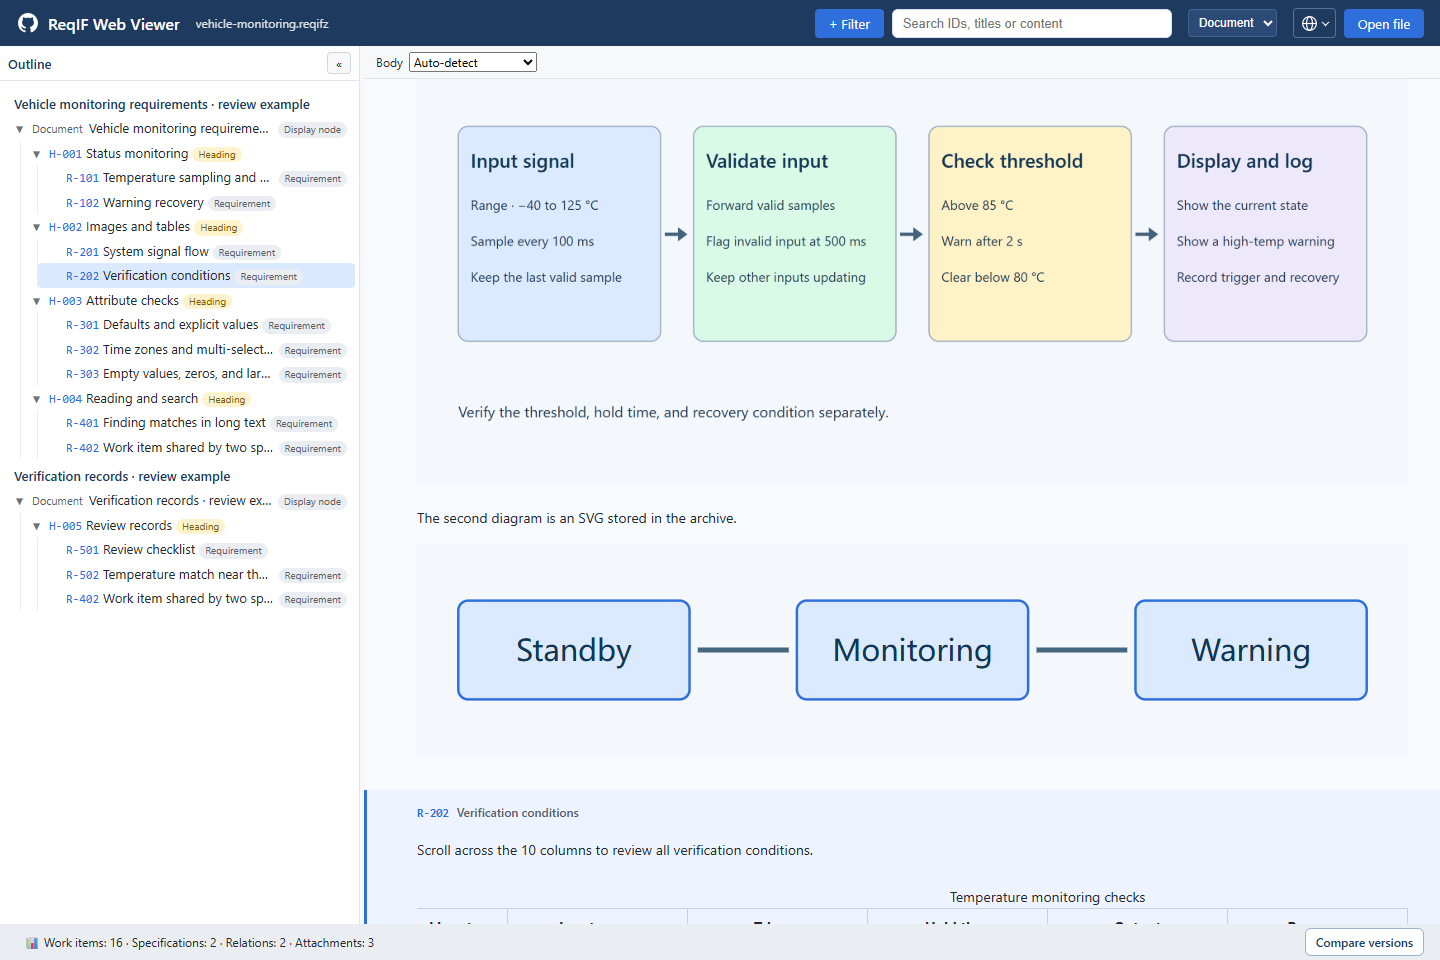 ReqIF Web Viewer
vehicle-monitoring.reqifz
+ Filter
Search IDs, titles or content
Document
Open file
Outline
«
Body
Auto-detect
Vehicle monitoring requirements · review example
Document Vehicle monitoring requireme... Display node
H-001 Status monitoring Heading
R-101 Temperature sampling and ... Requirement
R-102 Warning recovery Requirement
H-002 Images and tables Heading
R-201 System signal flow Requirement
R-202 Verification conditions Requirement
H-003 Attribute checks Heading
R-301 Defaults and explicit values Requirement
R-302 Time zones and multi-select... Requirement
R-303 Empty values, zeros, and lar... Requirement
H-004 Reading and search Heading
R-401 Finding matches in long text Requirement
R-402 Work item shared by two sp... Requirement
Verification records · review example
Document Verification records · review ex... Display node
H-005 Review records Heading
R-501 Review checklist Requirement
R-502 Temperature match near th... Requirement
R-402 Work item shared by two sp... Requirement
Input signal
Range · −40 to 125 °C
Sample every 100 ms
Keep the last valid sample
Validate input
Forward valid samples
Flag invalid input at 500 ms
Keep other inputs updating
Check threshold
Above 85 °C
Warn after 2 s
Clear below 80 °C
Display and log
Show the current state
Show a high-temp warning
Record trigger and recovery
Verify the threshold, hold time, and recovery condition separately.
The second diagram is an SVG stored in the archive.
Standby
Monitoring
Warning
R-202 Verification conditions
Scroll across the 10 columns to review all verification conditions.
Temperature monitoring checks
Work items: 16 · Specifications: 2 · Relations: 2 · Attachments: 3
Compare versions